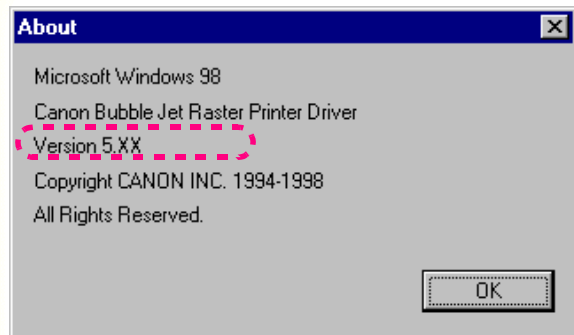 About
Microsoft Windows 98
Canon Bubble Jet Raster Printer Driver
Version 5.XX
Copyright CANON INC. 1994-1998
All Rights Reserved.
OK